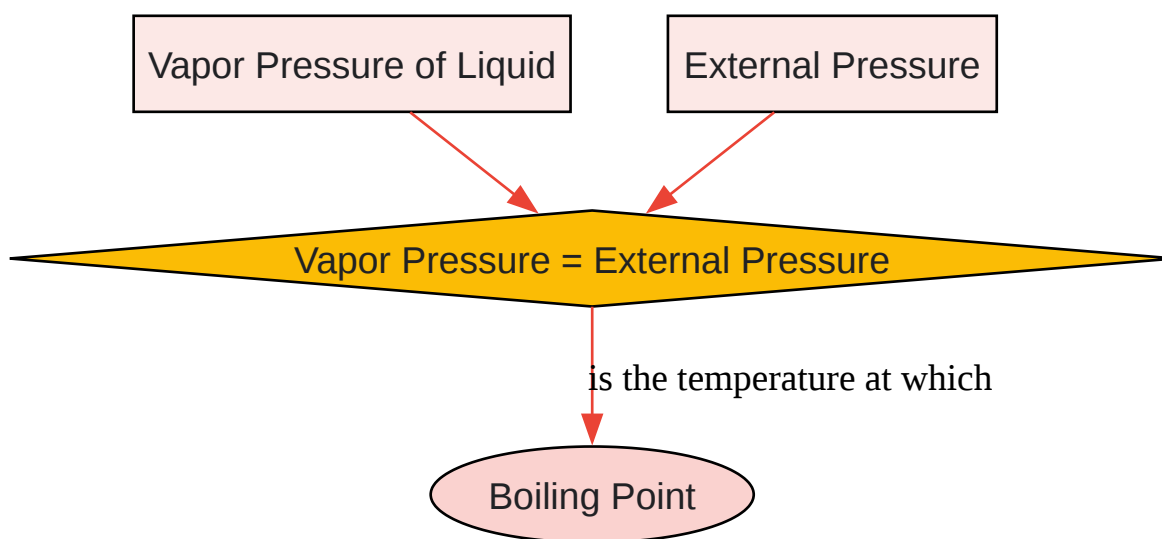 Vapor Pressure of Liquid
External Pressure
Vapor Pressure = External Pressure
is the temperature at which
Boiling Point